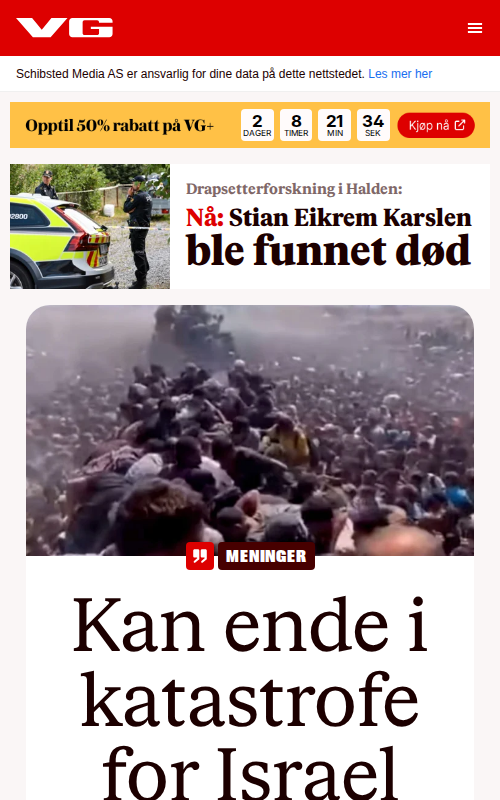 VG
Schibsted Media AS er ansvarlig for dine data på dette nettstedet. Les mer her
Opptil 50% rabatt på VG+
2 8 21 34
DAGER TIMER MIN SEK
Kjøp nå
Drapsetterforskning i Halden:
Nå: Stian Eikrem Karslen
ble funnet død
02800
MENINGER
Kan ende i
katastrofe
for Israel